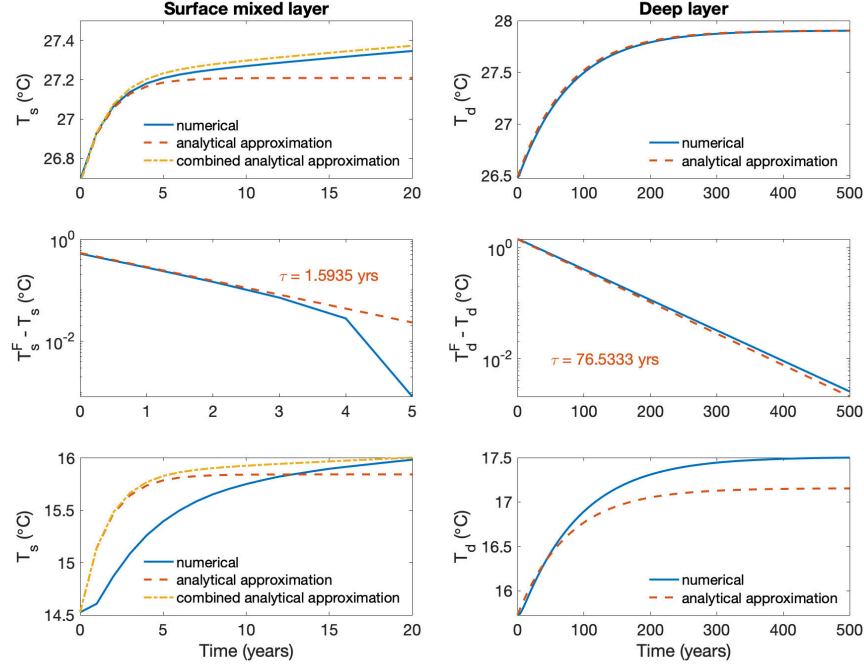 Surface mixed layer
T_s (°C)
27.4
27.2
27
26.8
numerical
analytical approximation
combined analytical approximation
0 5 10 15 20
Deep layer
T_d (°C)
28
27.5
27
26.5
numerical
analytical approximation
0 100 200 300 400 500
T_s^F - T_s (°C)
10^0
10^-2
τ = 1.5935 yrs
0 1 2 3 4 5
T_d^F - T_d (°C)
10^0
10^-2
τ = 76.5333 yrs
0 100 200 300 400 500
T_s (°C)
16
15.5
15
14.5
numerical
analytical approximation
combined analytical approximation
0 5 10 15 20
Time (years)
T_d (°C)
17.5
17
16.5
16
numerical
analytical approximation
0 100 200 300 400 500
Time (years)